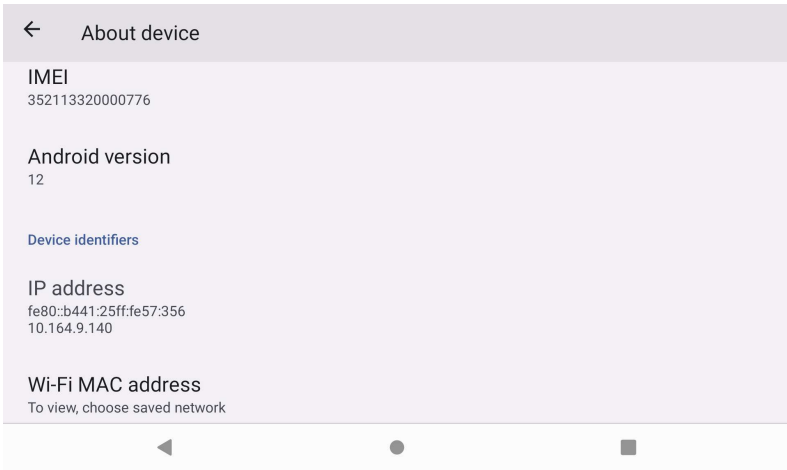 About device
IMEI
352113320000776
Android version
12
Device identifiers
IP address
fe80::b441:25ff:fe57:356
10.164.9.140
Wi-Fi MAC address
To view, choose saved network